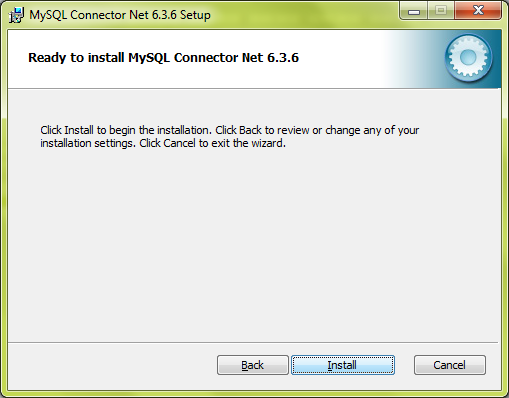 MySQL Connector Net 6.3.6 Setup
Ready to install MySQL Connector Net 6.3.6
Click Install to begin the installation. Click Back to review or change any of your
installation settings. Click Cancel to exit the wizard.
Back Install Cancel